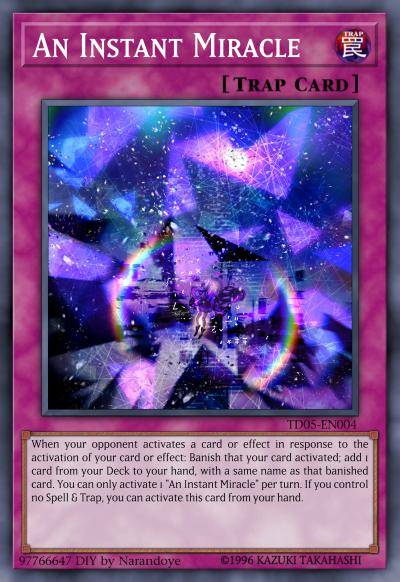 An Instant Miracle
TRAP
罠
[Trap Card]
TD05-EN004
When your opponent activates a card or effect in response to the
activation of your card or effect: Banish that your card activated; add 1
card from your Deck to your hand, with a same name as that banished
card. You can only activate 1 "An Instant Miracle" per turn. If you control
no Spell & Trap, you can activate this card from your hand.
97766647 DIY by Narandoye ©1996 KAZUKI TAKAHASHI